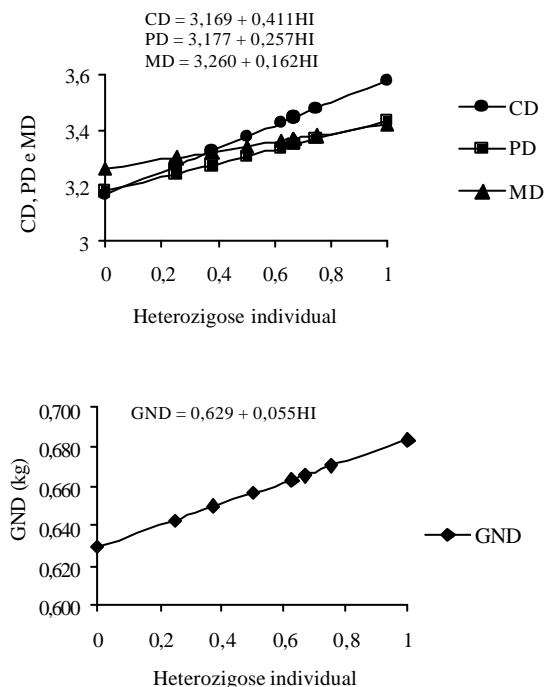 CD = 3,169 + 0,411HI
PD = 3,177 + 0,257HI
MD = 3,260 + 0,162HI
CD, PD e MD
3,6
3,4
3,2
3
0 0,2 0,4 0,6 0,8 1
Heterozigose individual
CD
PD
MD
GND = 0,629 + 0,055HI
GND (kg)
0,700
0,680
0,660
0,640
0,620
0,600
0 0,2 0,4 0,6 0,8 1
Heterozigose individual
GND